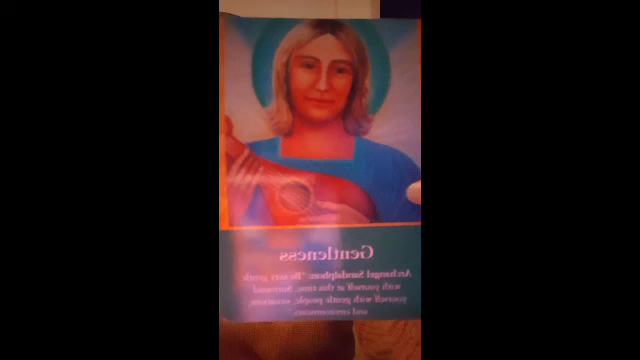 Gentleness
Archangel Sandalphon: "Be very gentle
with yourself at this time. Surround
yourself with gentle people, situations,
and environments."